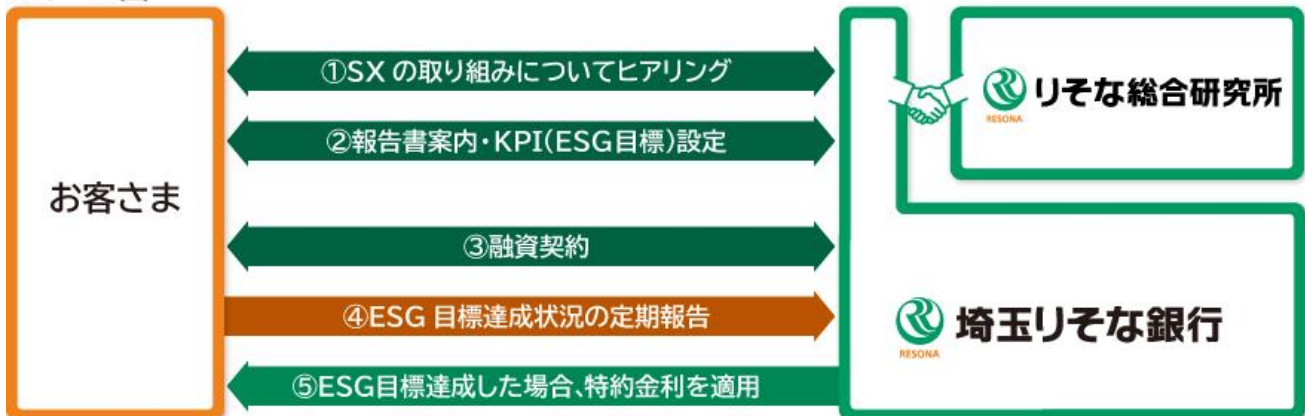 お客さま
①SXの取り組みについてヒアリング
②報告書案内・KPI(ESG目標)設定
③融資契約
④ESG 目標達成状況の定期報告
⑤ESG目標達成した場合、特約金利を適用
RESONA
りそな総合研究所
RESONA
埼玉りそな銀行